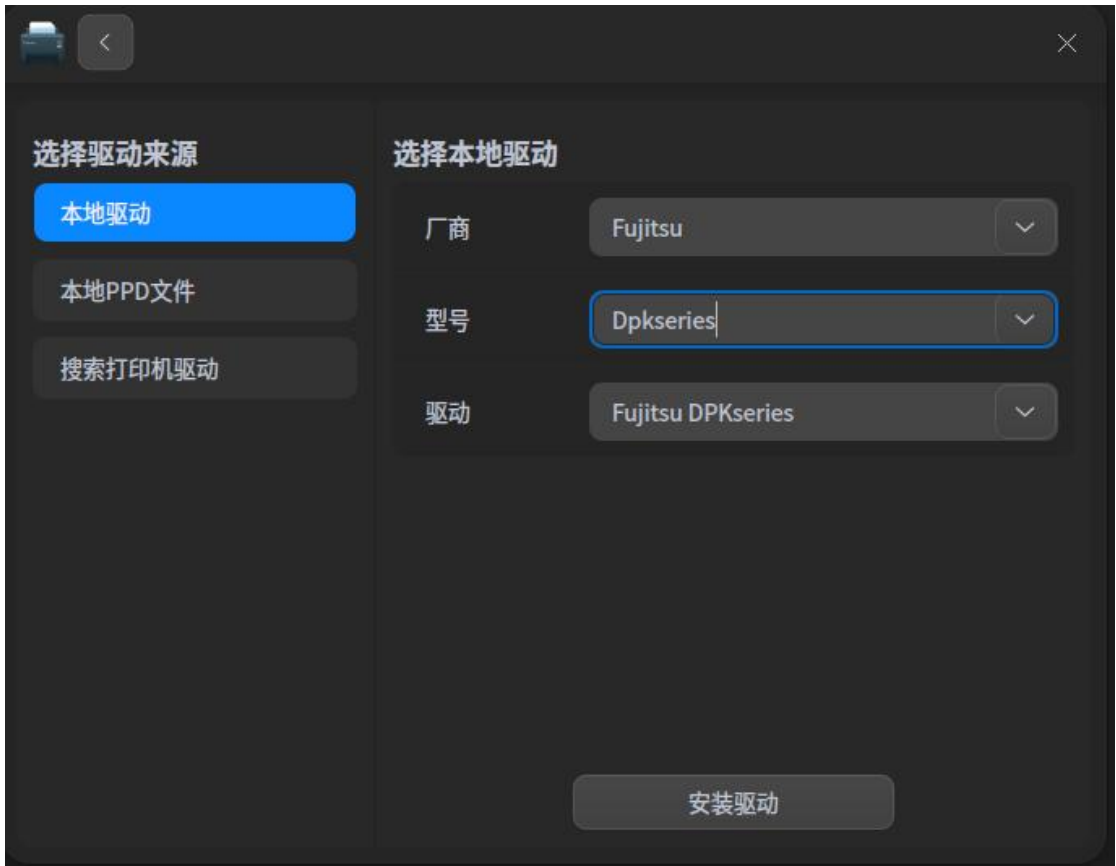 选择驱动来源
本地驱动
本地PPD文件
搜索打印机驱动
选择本地驱动
厂商
Fujitsu
型号
Dpkseries
驱动
Fujitsu DPKseries
安装驱动